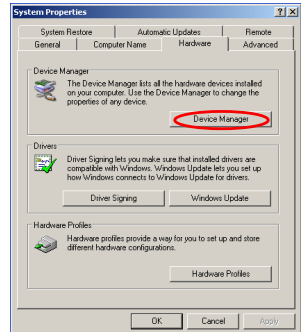 System Properties
System Restore Automatic Updates Remote
General Computer Name Hardware Advanced
Device Manager
The Device Manager lists all the hardware devices installed
on your computer. Use the Device Manager to change the
properties of any device.
Device Manager
Drivers
Driver Signing lets you make sure that installed drivers are
compatible with Windows. Windows Update lets you set up
how Windows connects to Windows Update for drivers.
Driver Signing Windows Update
Hardware Profiles
Hardware profiles provide a way for you to set up and store
different hardware configurations.
Hardware Profiles
OK Cancel Apply